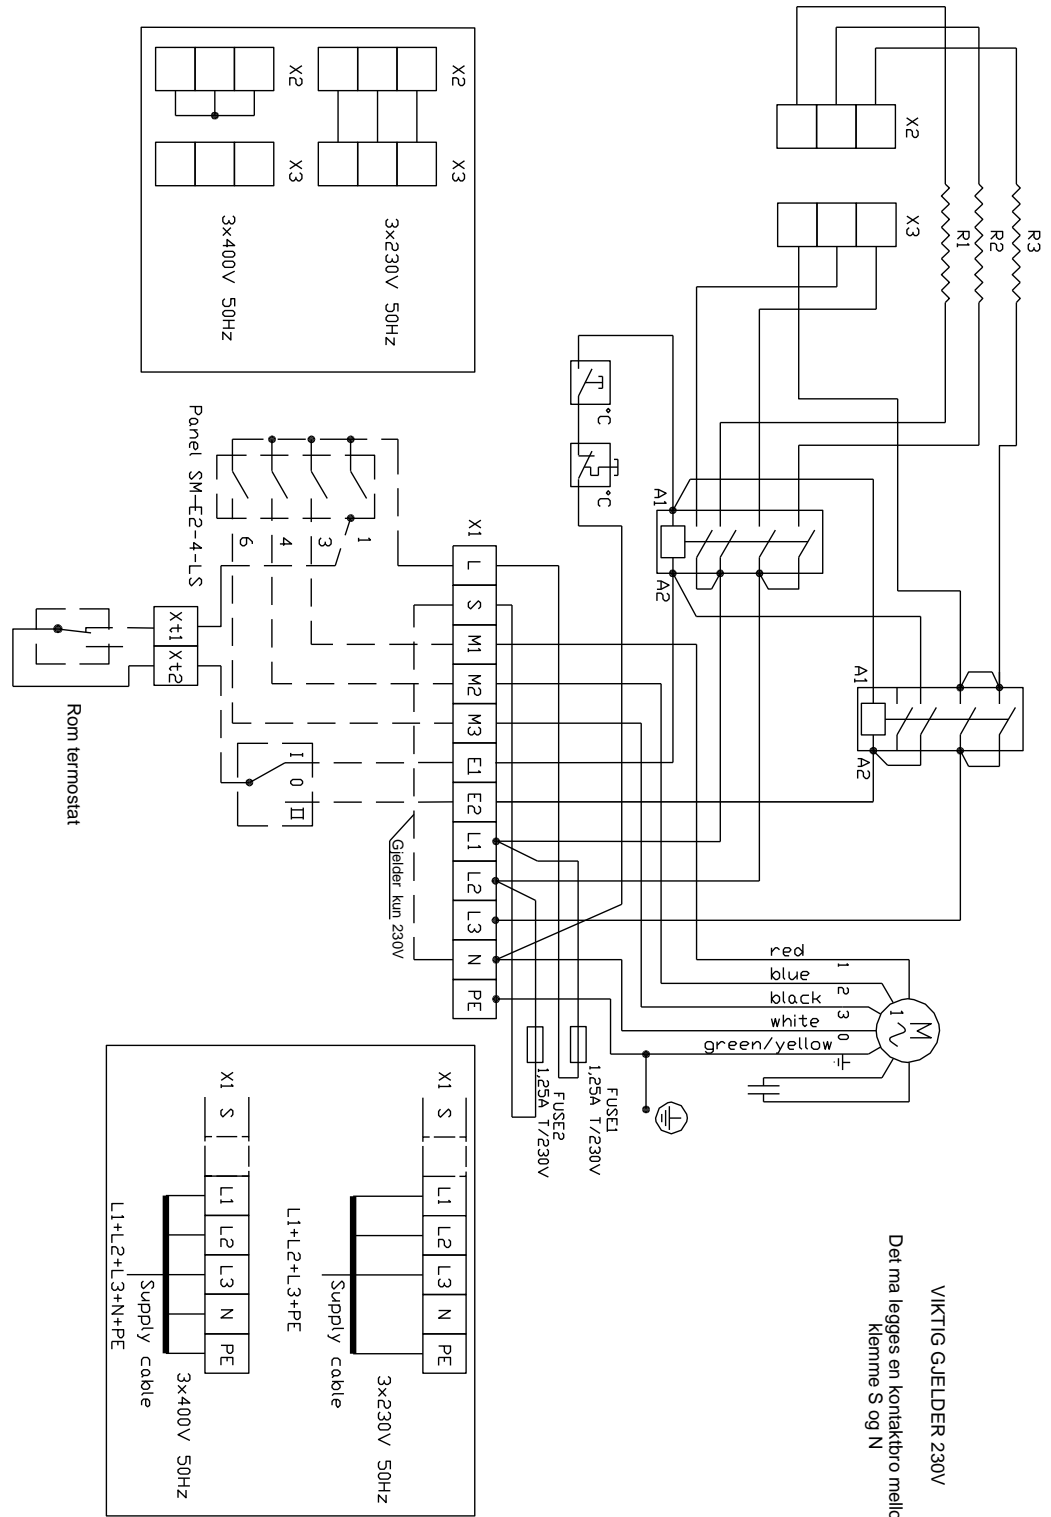 X2
X3
3x230V 50Hz
X2
X3
3x400V 50Hz
X2
X3
R3
R2
R1
°C
°C
A1
A2
A1
A2
Panel SM-E2-4-LS
1
3
4
6
Xt1
Xt2
Rom termostat
I
0
II
X1
L
S
M1
M2
M3
E1
E2
L1
L2
L3
N
PE
Gjelder kun 230V
red
1
blue
2
black
3
white
0
green/yellow
M
1
FUSE1
1,25A T/230V
FUSE2
1,25A T/230V
X1
S
L1
L2
L3
N
PE
3x230V 50Hz
Supply cable
L1+L2+L3+PE
X1
S
L1
L2
L3
N
PE
3x400V 50Hz
Supply cable
L1+L2+L3+N+PE
VIKTIG GJELDER 230V
Det ma legges en kontaktbro
klemme S og N